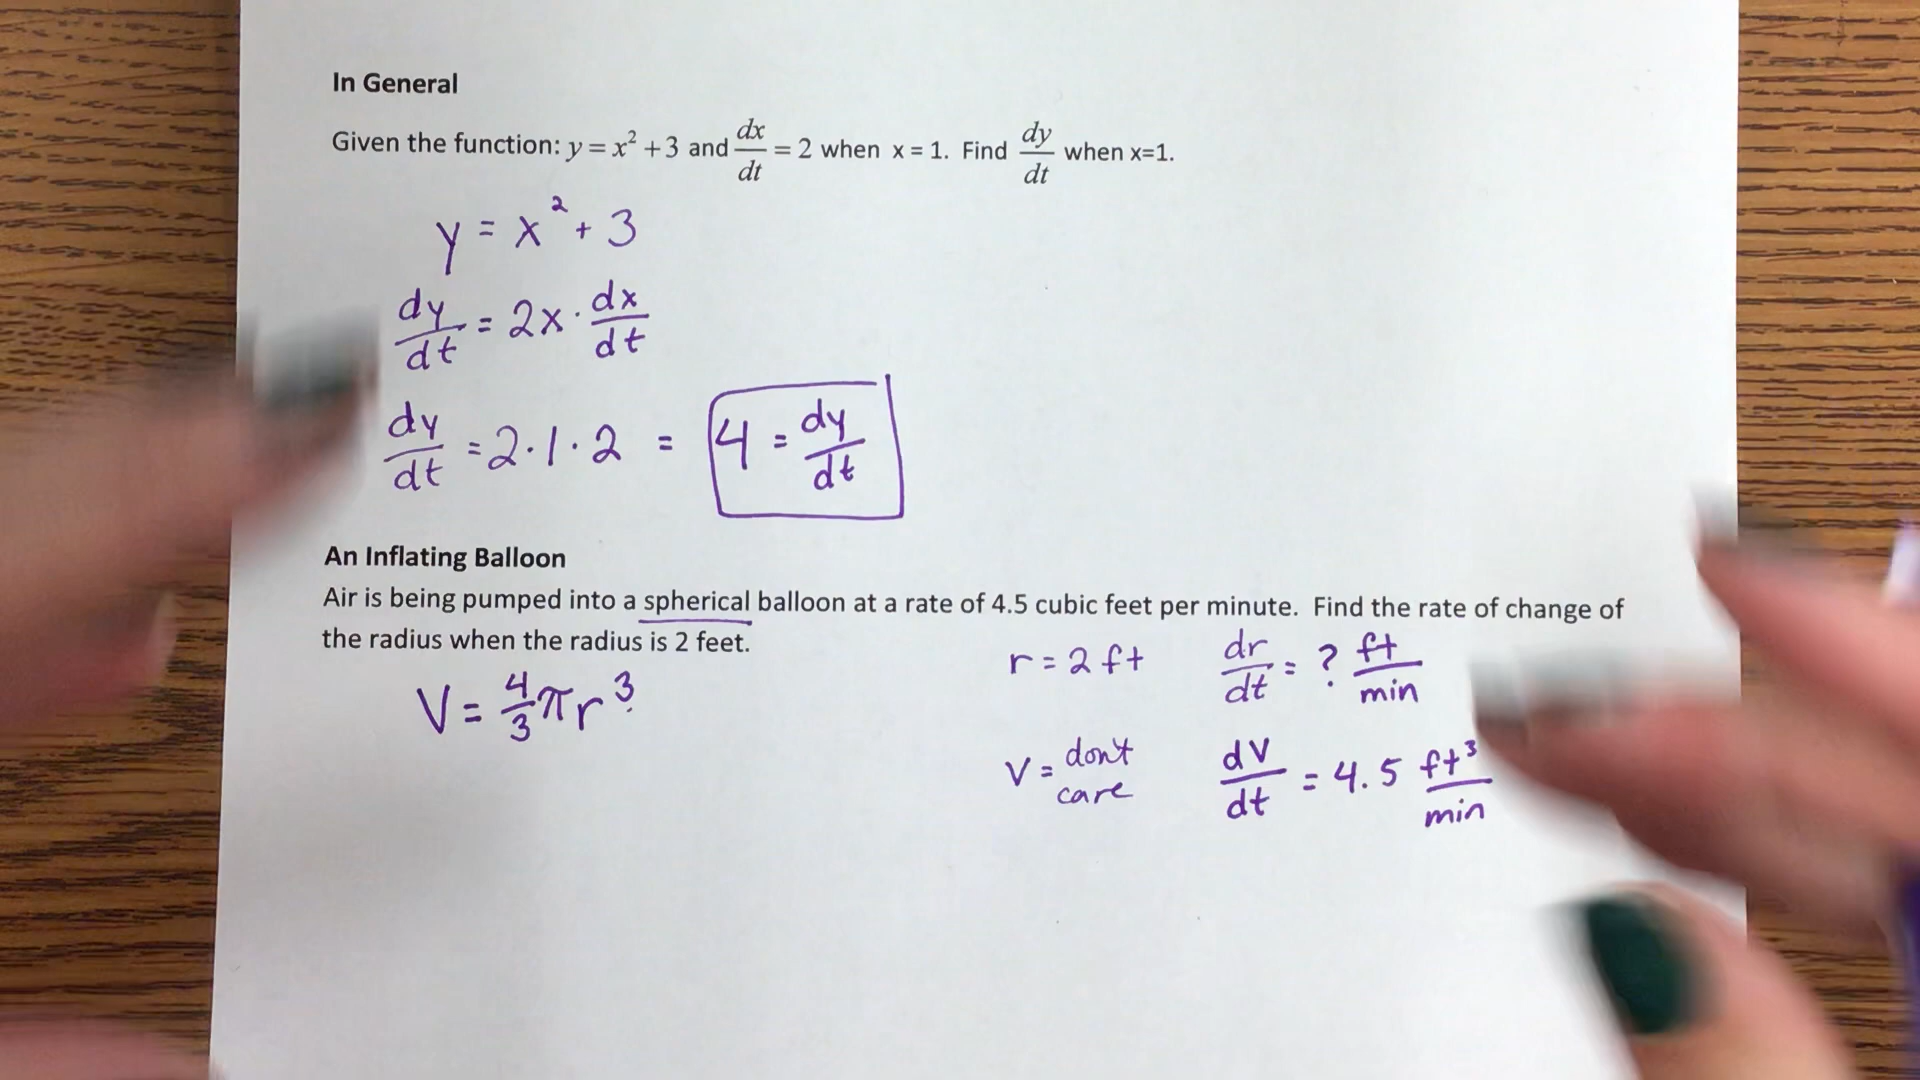 In General
Given the function: y = x² + 3 and dx/dt = 2 when x = 1. Find dy/dt when x=1.
y = x² + 3
dy/dt = 2x · dx/dt
dy/dt = 2 · 1 · 2 = 4 = dy/dt
An Inflating Balloon
Air is being pumped into a spherical balloon at a rate of 4.5 cubic feet per minute. Find the rate of change of
the radius when the radius is 2 feet.
r = 2 ft dr/dt = ? ft/min
V = 4/3 πr³
V = don't care dV/dt = 4.5 ft³/min